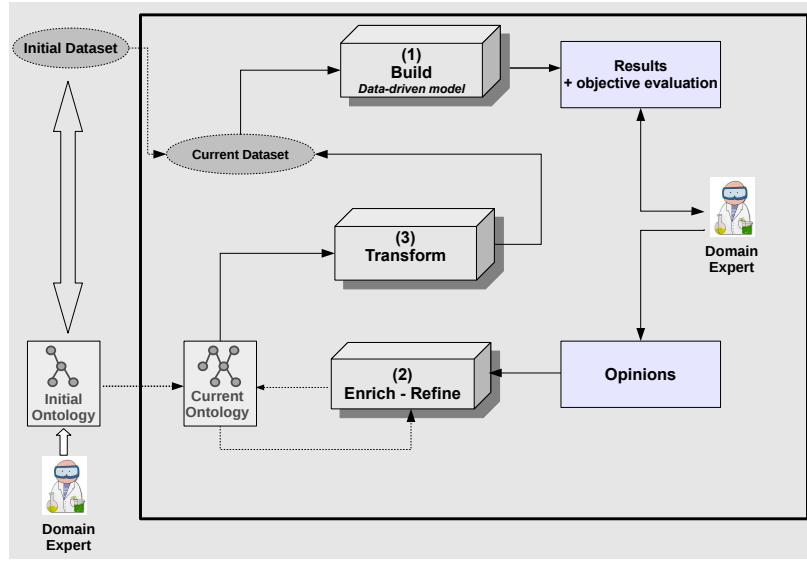 Initial Dataset
(1)
Build
Data-driven model
Results
+ objective evaluation
Current Dataset
(3)
Transform
Domain
Expert
Initial
Ontology
Current
Ontology
(2)
Enrich - Refine
Opinions
Domain
Expert